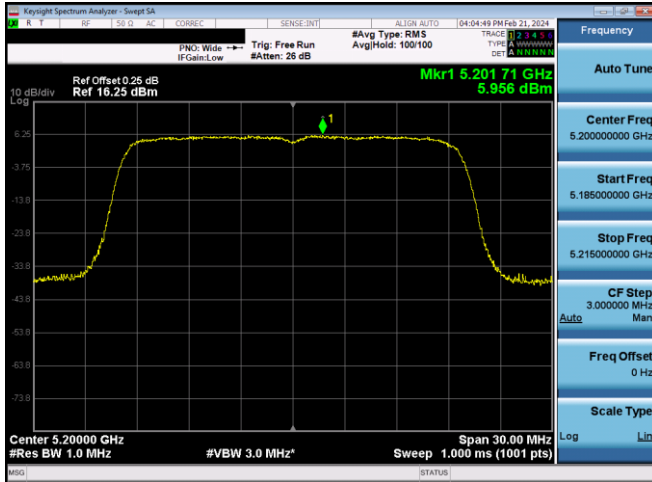 Keysight Spectrum Analyzer - Swept SA
R T RF 50 Ω AC CORREC SENSE:INT ALIGN AUTO 04:04:49 PM Feb 21, 2024
#Avg Type: RMS
TRACE 1 2 3 4 5 6
PNO: Wide Trig: Free Run Avg|Hold: 100/100
TYPE A W W W W W
IFGain:Low #Atten: 26 dB
DET A N N N N N
Ref Offset 0.25 dB
10 dB/div Ref 16.25 dBm
Log
Mkr1 5.201 71 GHz
5.956 dBm
1
6.25
-3.75
-13.8
-23.8
-33.8
-43.8
-53.8
-63.8
-73.8
Center 5.20000 GHz Span 30.00 MHz
#Res BW 1.0 MHz #VBW 3.0 MHz* Sweep 1.000 ms (1001 pts)
MSG STATUS
Frequency
Auto Tune
Center Freq
5.200000000 GHz
Start Freq
5.185000000 GHz
Stop Freq
5.215000000 GHz
CF Step
3.000000 MHz
Auto Man
Freq Offset
0 Hz
Scale Type
Log Lin